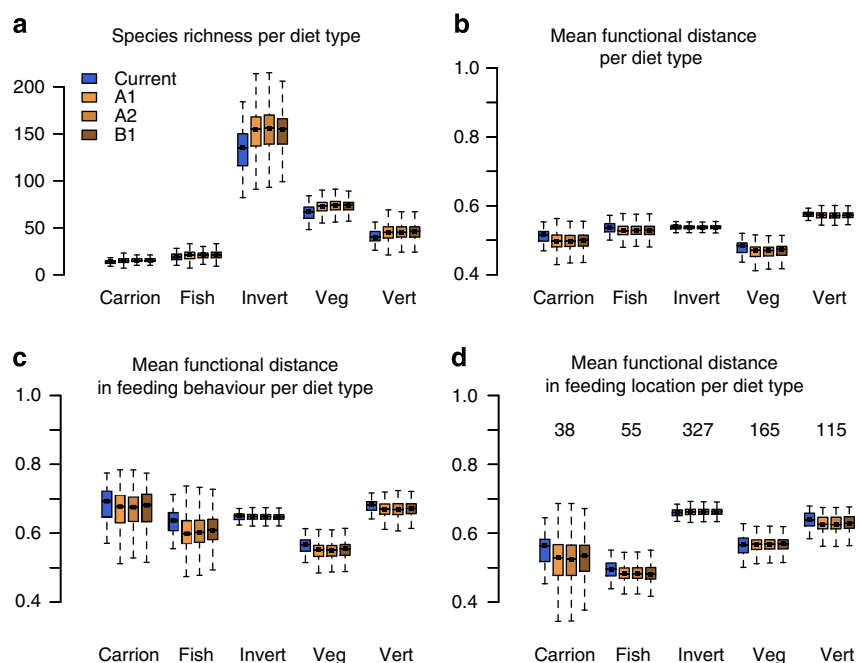 a
Species richness per diet type
200
150
100
50
0
Current
A1
A2
B1
Carrion Fish Invert Veg Vert
b
Mean functional distance
per diet type
1.0
0.8
0.6
0.4
Carrion Fish Invert Veg Vert
c
Mean functional distance
in feeding behaviour per diet type
1.0
0.8
0.6
0.4
Carrion Fish Invert Veg Vert
d
Mean functional distance
in feeding location per diet type
1.0
38 55 327 165 115
0.8
0.6
0.4
Carrion Fish Invert Veg Vert